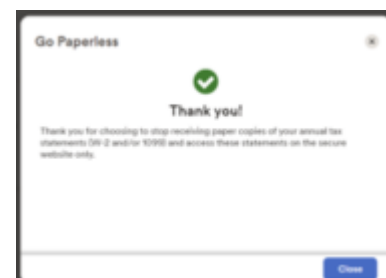 Go Paperless
Thank you!
Thank you for choosing to stop receiving paper copies of your annual tax
statements (W-2 and/or 1099) and access these statements on the secure
website only.
Close